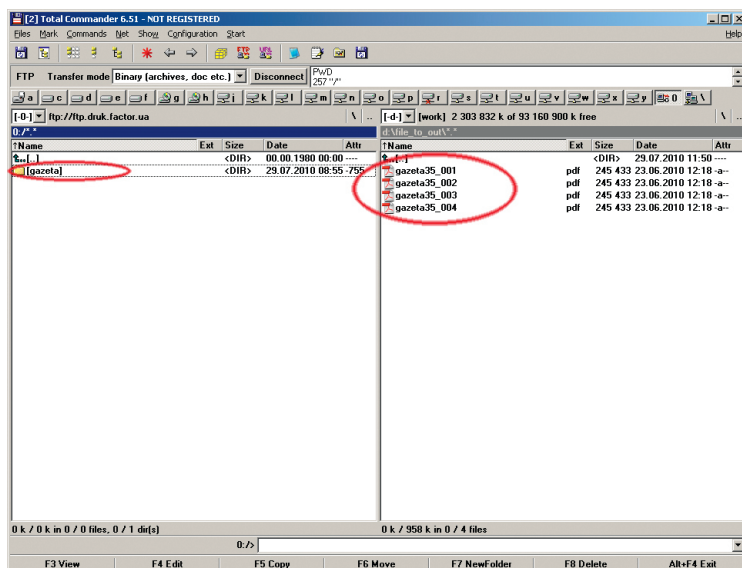 [2] Total Commander 6.51 - NOT REGISTERED
Files Mark Commands Net Show Configuration Start Help
FTP Transfer mode Binary (archives, doc etc.) Disconnect PWD
257 "/"
a c d e f g h i k l m n o p r s t u v w x y 0 \
[-0-] ftp://ftp.druk.factor.ua \ .. [-d-] [work] 2 303 832 k of 93 160 900 k free \ ..
0:/*.* d:\file_to_out\*.*
↑Name Ext Size Date Attr ↑Name Ext Size Date Attr
[..] <DIR> 00.00.1980 00:00 ---- [..] <DIR> 29.07.2010 11:50 ----
[gazeta] <DIR> 29.07.2010 08:55 -755 gazeta35_001 pdf 245 433 23.06.2010 12:18 -a--
gazeta35_002 pdf 245 433 23.06.2010 12:18 -a--
gazeta35_003 pdf 245 433 23.06.2010 12:18 -a--
gazeta35_004 pdf 245 433 23.06.2010 12:18 -a--
0 k / 0 k in 0 / 0 files, 0 / 1 dir(s) 0 k / 958 k in 0 / 4 files
0:/>
F3 View F4 Edit F5 Copy F6 Move F7 NewFolder F8 Delete Alt+F4 Exit